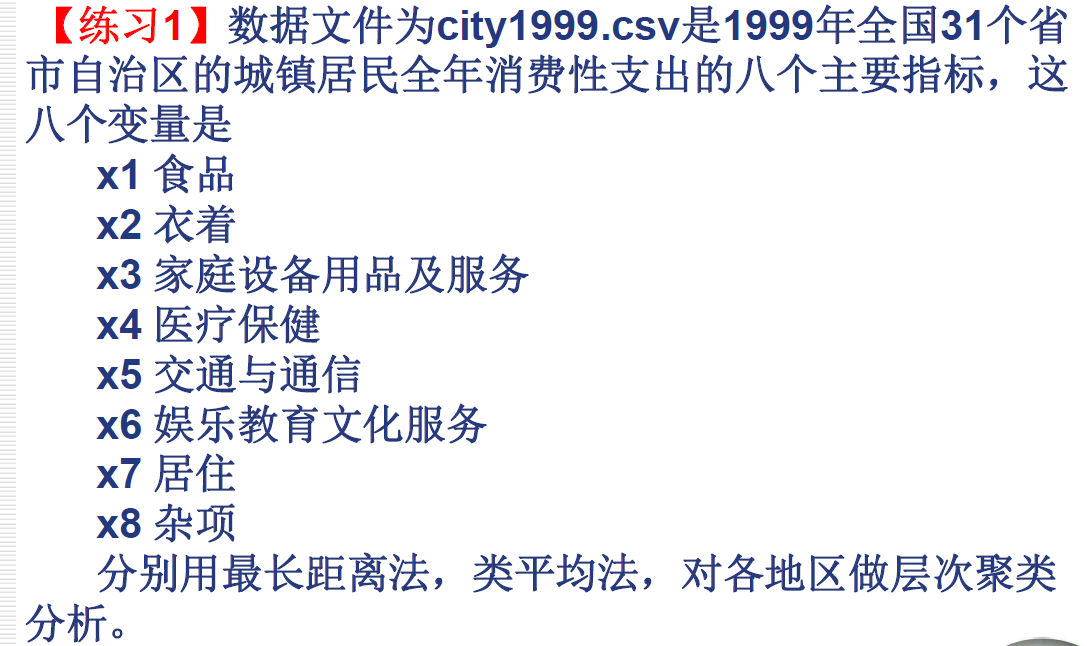 【练习1】数据文件为city1999.csv是1999年全国31个省
市自治区的城镇居民全年消费性支出的八个主要指标，这
八个变量是
x1 食品
x2 衣着
x3 家庭设备用品及服务
x4 医疗保健
x5 交通与通信
x6 娱乐教育文化服务
x7 居住
x8 杂项
分别用最长距离法，类平均法，对各地区做层次聚类
分析。